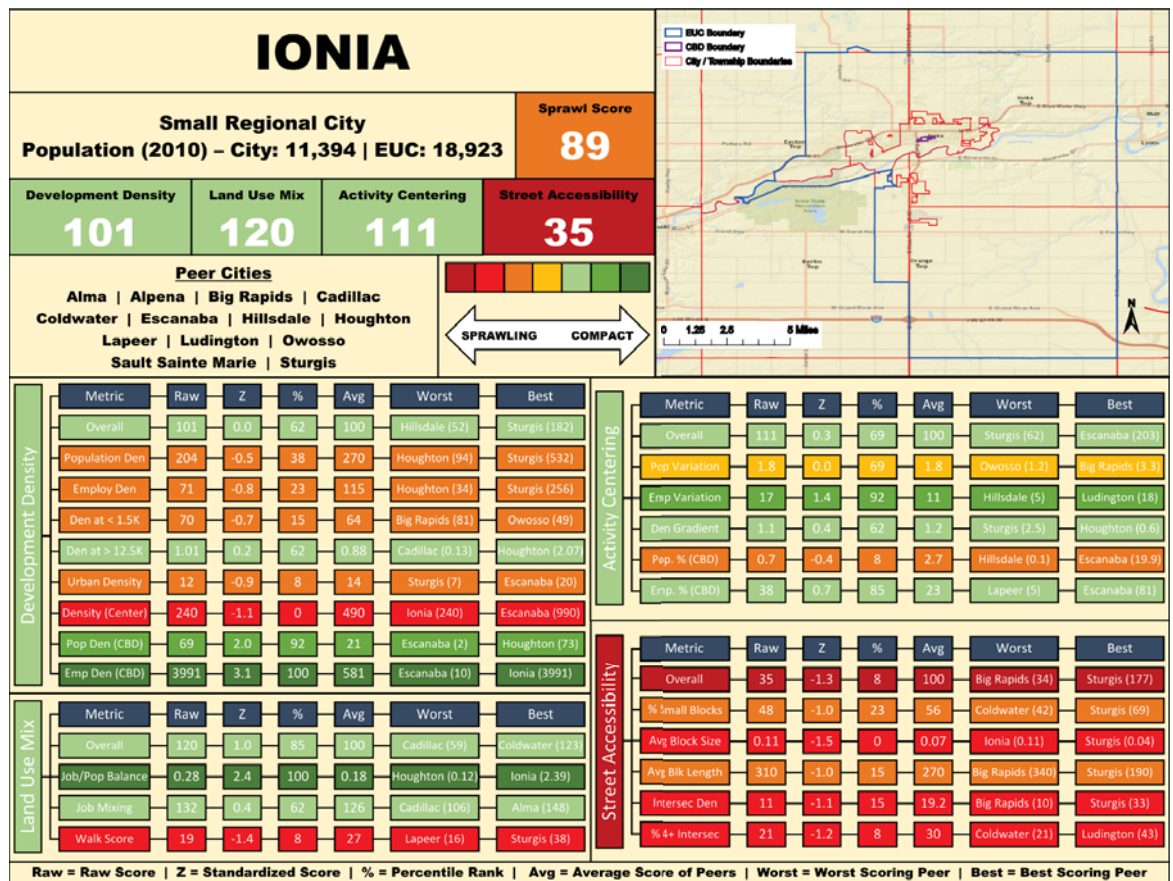 IONIA
Small Regional City
Population (2010) – City: 11,394 | EUC: 18,923
Sprawl Score
89
Development Density
101
Land Use Mix
120
Activity Centering
111
Street Accessibility
35
Peer Cities
Alma | Alpena | Big Rapids | Cadillac
Coldwater | Escanaba | Hillsdale | Houghton
Lapeer | Ludington | Owosso
Sault Sainte Marie | Sturgis
SPRAWLING COMPACT
EUC Boundary
CBD Boundary
City / Township Boundaries
Ionia Twp
Easton Twp
Ionia State Recreation Area
Berlin Twp
Orange Twp
0 1.25 2.5 5 Miles
N
Development Density
Metric Raw Z % Avg Worst Best
Overall 101 0.0 62 100 Hillsdale (52) Sturgis (182)
Population Den 204 -0.5 38 270 Houghton (94) Sturgis (532)
Employ Den 71 -0.8 23 115 Houghton (34) Sturgis (256)
Den at < 1.5K 70 -0.7 15 64 Big Rapids (81) Owosso (49)
Den at > 12.5K 1.01 0.2 62 0.88 Cadillac (0.13) Houghton (2.07)
Urban Density 12 -0.9 8 14 Sturgis (7) Escanaba (20)
Density (Center) 240 -1.1 0 490 Ionia (240) Escanaba (990)
Pop Den (CBD) 69 2.0 92 21 Escanaba (2) Houghton (73)
Emp Den (CBD) 3991 3.1 100 581 Escanaba (10) Ionia (3991)
Land Use Mix
Metric Raw Z % Avg Worst Best
Overall 120 1.0 85 100 Cadillac (59) Coldwater (123)
Job/Pop Balance 0.28 2.4 100 0.18 Houghton (0.12) Ionia (2.39)
Job Mixing 132 0.4 62 126 Cadillac (106) Alma (148)
Walk Score 19 -1.4 8 27 Lapeer (16) Sturgis (38)
Activity Centering
Metric Raw Z % Avg Worst Best
Overall 111 0.3 69 100 Sturgis (62) Escanaba (203)
Pop Variation 1.8 0.0 69 1.8 Owosso (1.2) Big Rapids (3.3)
Emp Variation 17 1.4 92 11 Hillsdale (5) Ludington (18)
Den Gradient 1.1 0.4 62 1.2 Sturgis (2.5) Houghton (0.6)
Pop. % (CBD) 0.7 -0.4 8 2.7 Hillsdale (0.1) Escanaba (19.9)
Emp. % (CBD) 38 0.7 85 23 Lapeer (5) Escanaba (81)
Street Accessibility
Metric Raw Z % Avg Worst Best
Overall 35 -1.3 8 100 Big Rapids (34) Sturgis (177)
% Small Blocks 48 -1.0 23 56 Coldwater (42) Sturgis (69)
Avg Block Size 0.11 -1.5 0 0.07 Ionia (0.11) Sturgis (0.04)
Avg Blk Length 310 -1.0 15 270 Big Rapids (340) Sturgis (190)
Intersec Den 11 -1.1 15 19.2 Big Rapids (10) Sturgis (33)
% 4+ Intersec 21 -1.2 8 30 Coldwater (21) Ludington (43)
Raw = Raw Score | Z = Standardized Score | % = Percentile Rank | Avg = Average Score of Peers | Worst = Worst Scoring Peer | Best = Best Scoring Peer